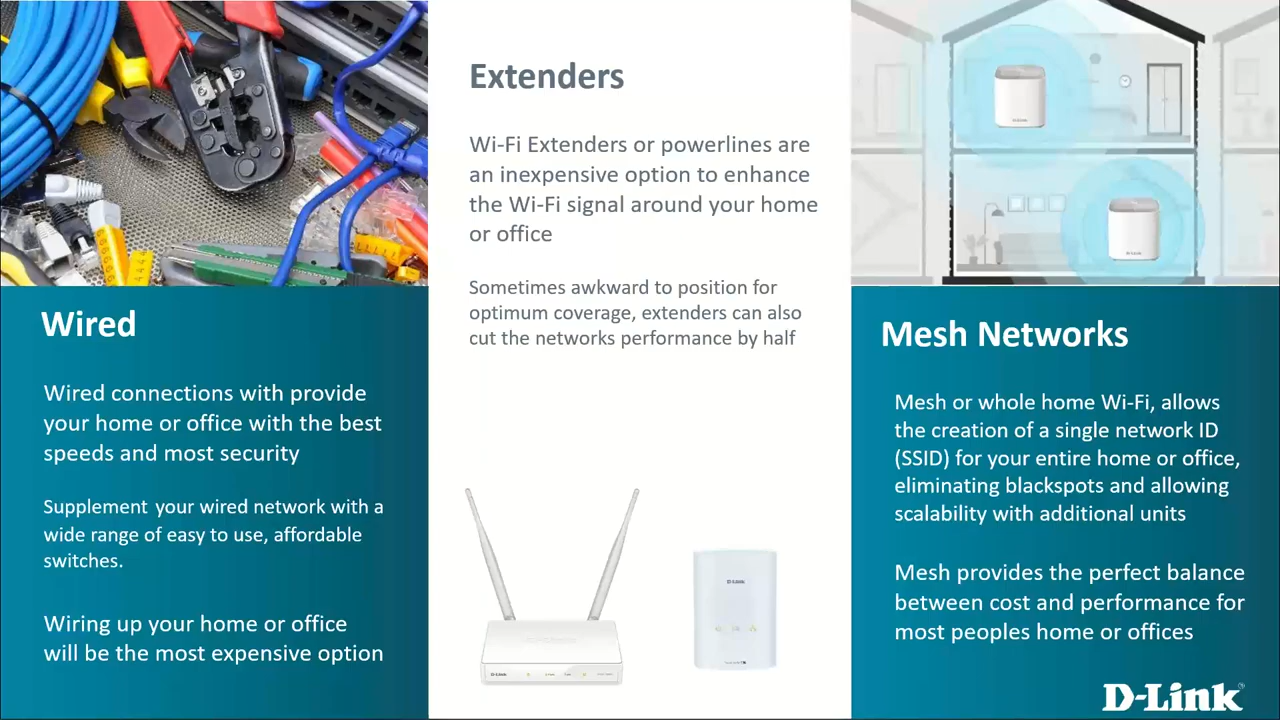 Wired
Wired connections with provide
your home or office with the best
speeds and most security
Supplement your wired network with a
wide range of easy to use, affordable
switches.
Wiring up your home or office
will be the most expensive option
Extenders
Wi-Fi Extenders or powerlines are
an inexpensive option to enhance
the Wi-Fi signal around your home
or office
Sometimes awkward to position for
optimum coverage, extenders can also
cut the networks performance by half
D-Link
D-Link
D-Link
D-Link
Mesh Networks
Mesh or whole home Wi-Fi, allows
the creation of a single network ID
(SSID) for your entire home or office,
eliminating blackspots and allowing
scalability with additional units
Mesh provides the perfect balance
between cost and performance for
most peoples home or offices
D-Link